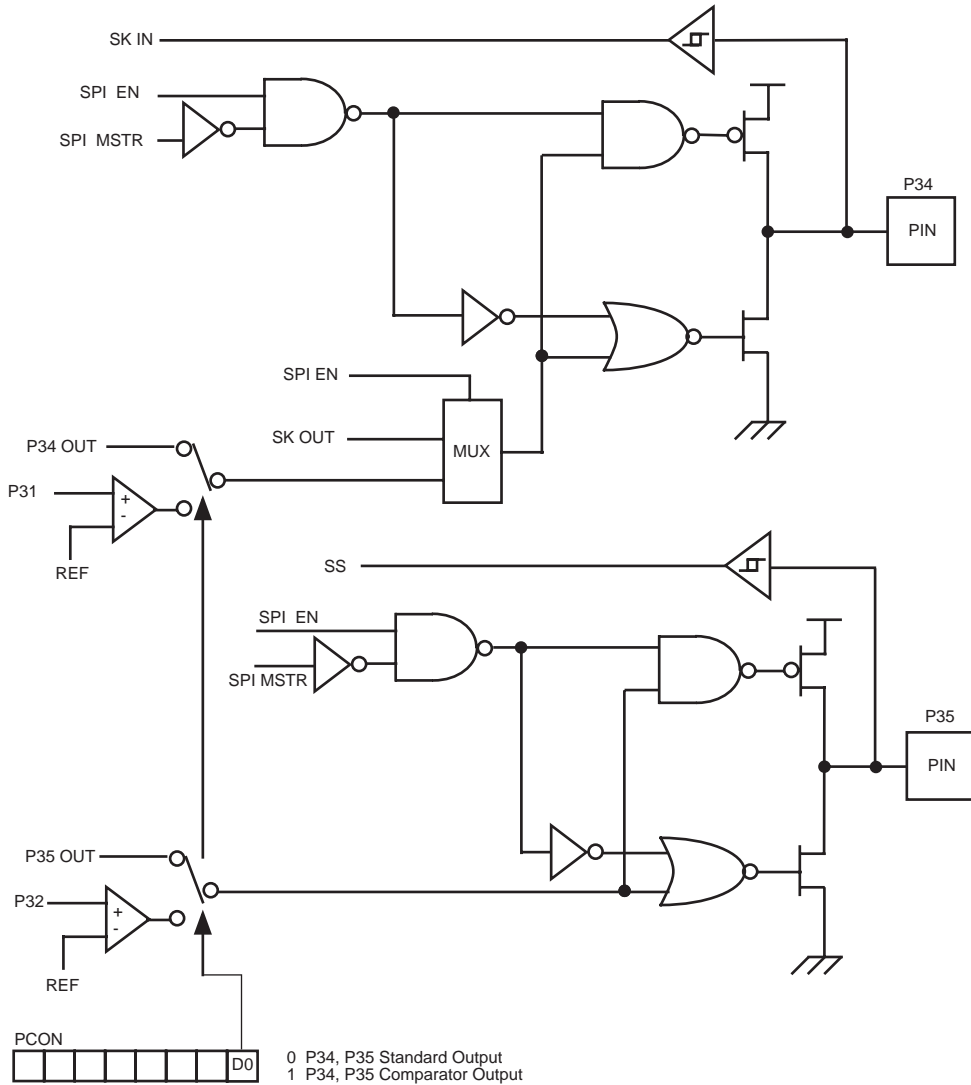 SK IN
SPI EN
SPI MSTR
P34
PIN
SPI EN
SK OUT
MUX
P34 OUT
P31
+
-
REF
SS
SPI EN
SPI MSTR
P35
PIN
P35 OUT
P32
+
-
REF
PCON
D0
0 P34, P35 Standard Output
1 P34, P35 Comparator Output